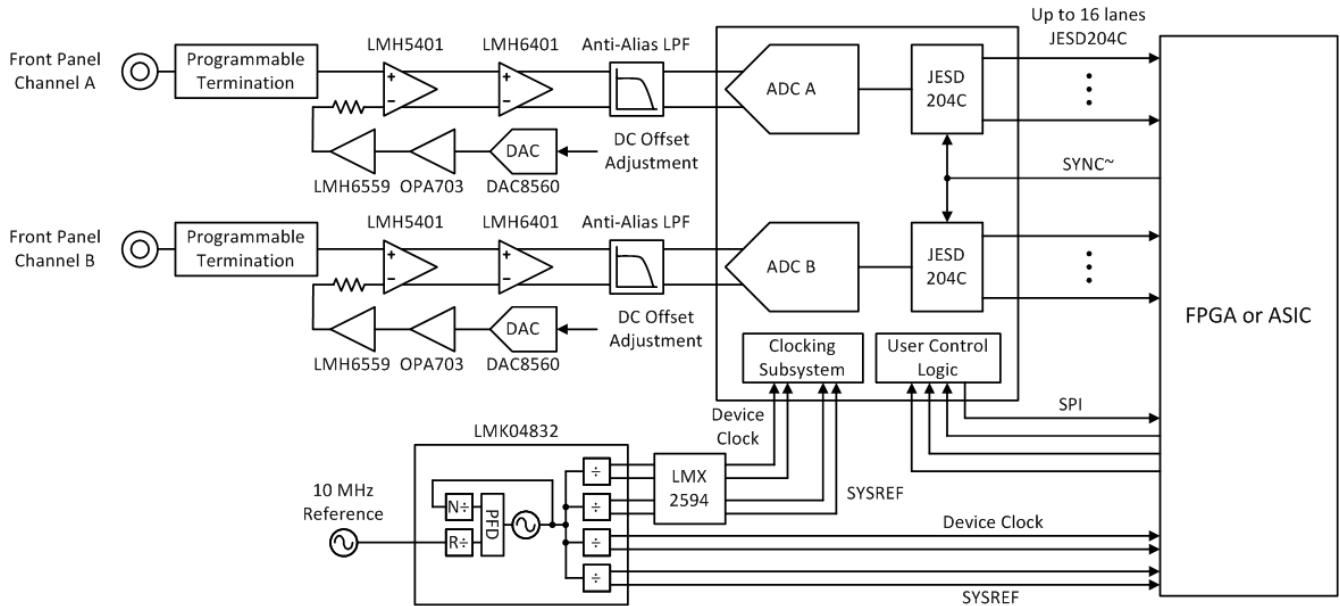 Up to 16 lanes
JESD204C
LMH5401
LMH6401
Anti-Alias LPF
Front Panel
Channel A
Programmable
Termination
+
−
+
−
ADC A
JESD
204C
DAC
DC Offset
Adjustment
LMH6559
OPA703
DAC8560
SYNC~
LMH5401
LMH6401
Anti-Alias LPF
Front Panel
Channel B
Programmable
Termination
+
−
+
−
ADC B
JESD
204C
FPGA or ASIC
DAC
DC Offset
Adjustment
LMH6559
OPA703
DAC8560
Clocking
Subsystem
User Control
Logic
SPI
Device
Clock
LMK04832
÷
LMX
2594
SYSREF
10 MHz
Reference
N÷
PFD
R÷
÷
÷
Device Clock
÷
SYSREF